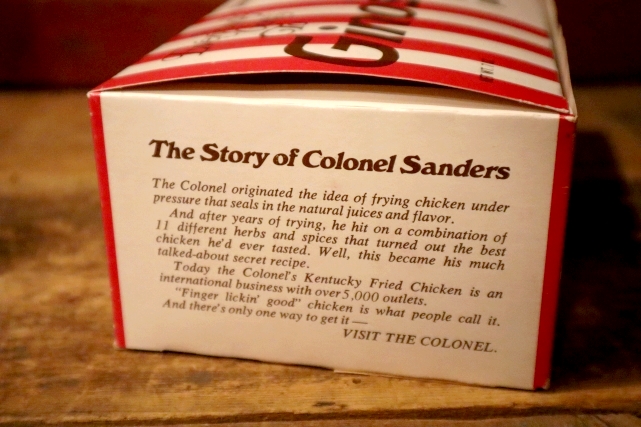 Gino's
The Story of Colonel Sanders
The Colonel originated the idea of frying chicken under
pressure that seals in the natural juices and flavor.
And after years of trying, he hit on a combination of
11 different herbs and spices that turned out the best
chicken he'd ever tasted. Well, this became his much
talked-about secret recipe.
Today the Colonel's Kentucky Fried Chicken is an
international business with over 5,000 outlets.
"Finger lickin' good" chicken is what people call it.
And there's only one way to get it —
VISIT THE COLONEL.